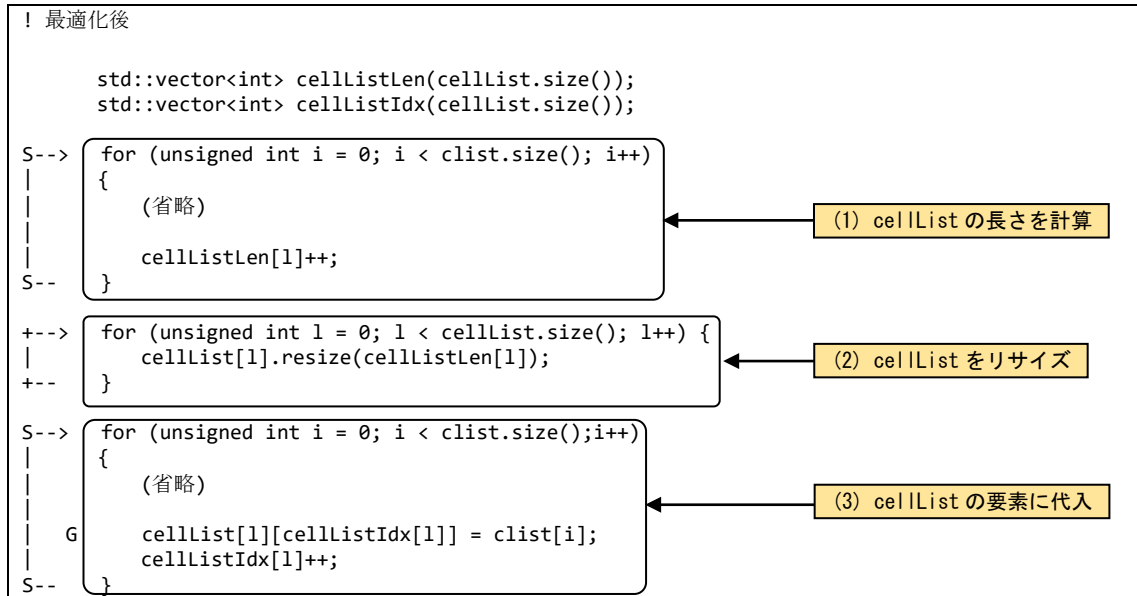 ! 最適化後
std::vector<int> cellListLen(cellList.size());
std::vector<int> cellListIdx(cellList.size());
S--> for (unsigned int i = 0; i < clist.size(); i++)
| {
| (省略)
|
| cellListLen[l]++;
S-- }
(1) cellList の長さを計算
+--> for (unsigned int l = 0; l < cellList.size(); l++) {
| cellList[l].resize(cellListLen[l]);
+-- }
(2) cellList をリサイズ
S--> for (unsigned int i = 0; i < clist.size();i++)
| {
| (省略)
|
| G cellList[l][cellListIdx[l]] = clist[i];
| cellListIdx[l]++;
S-- }
(3) cellList の要素に代入